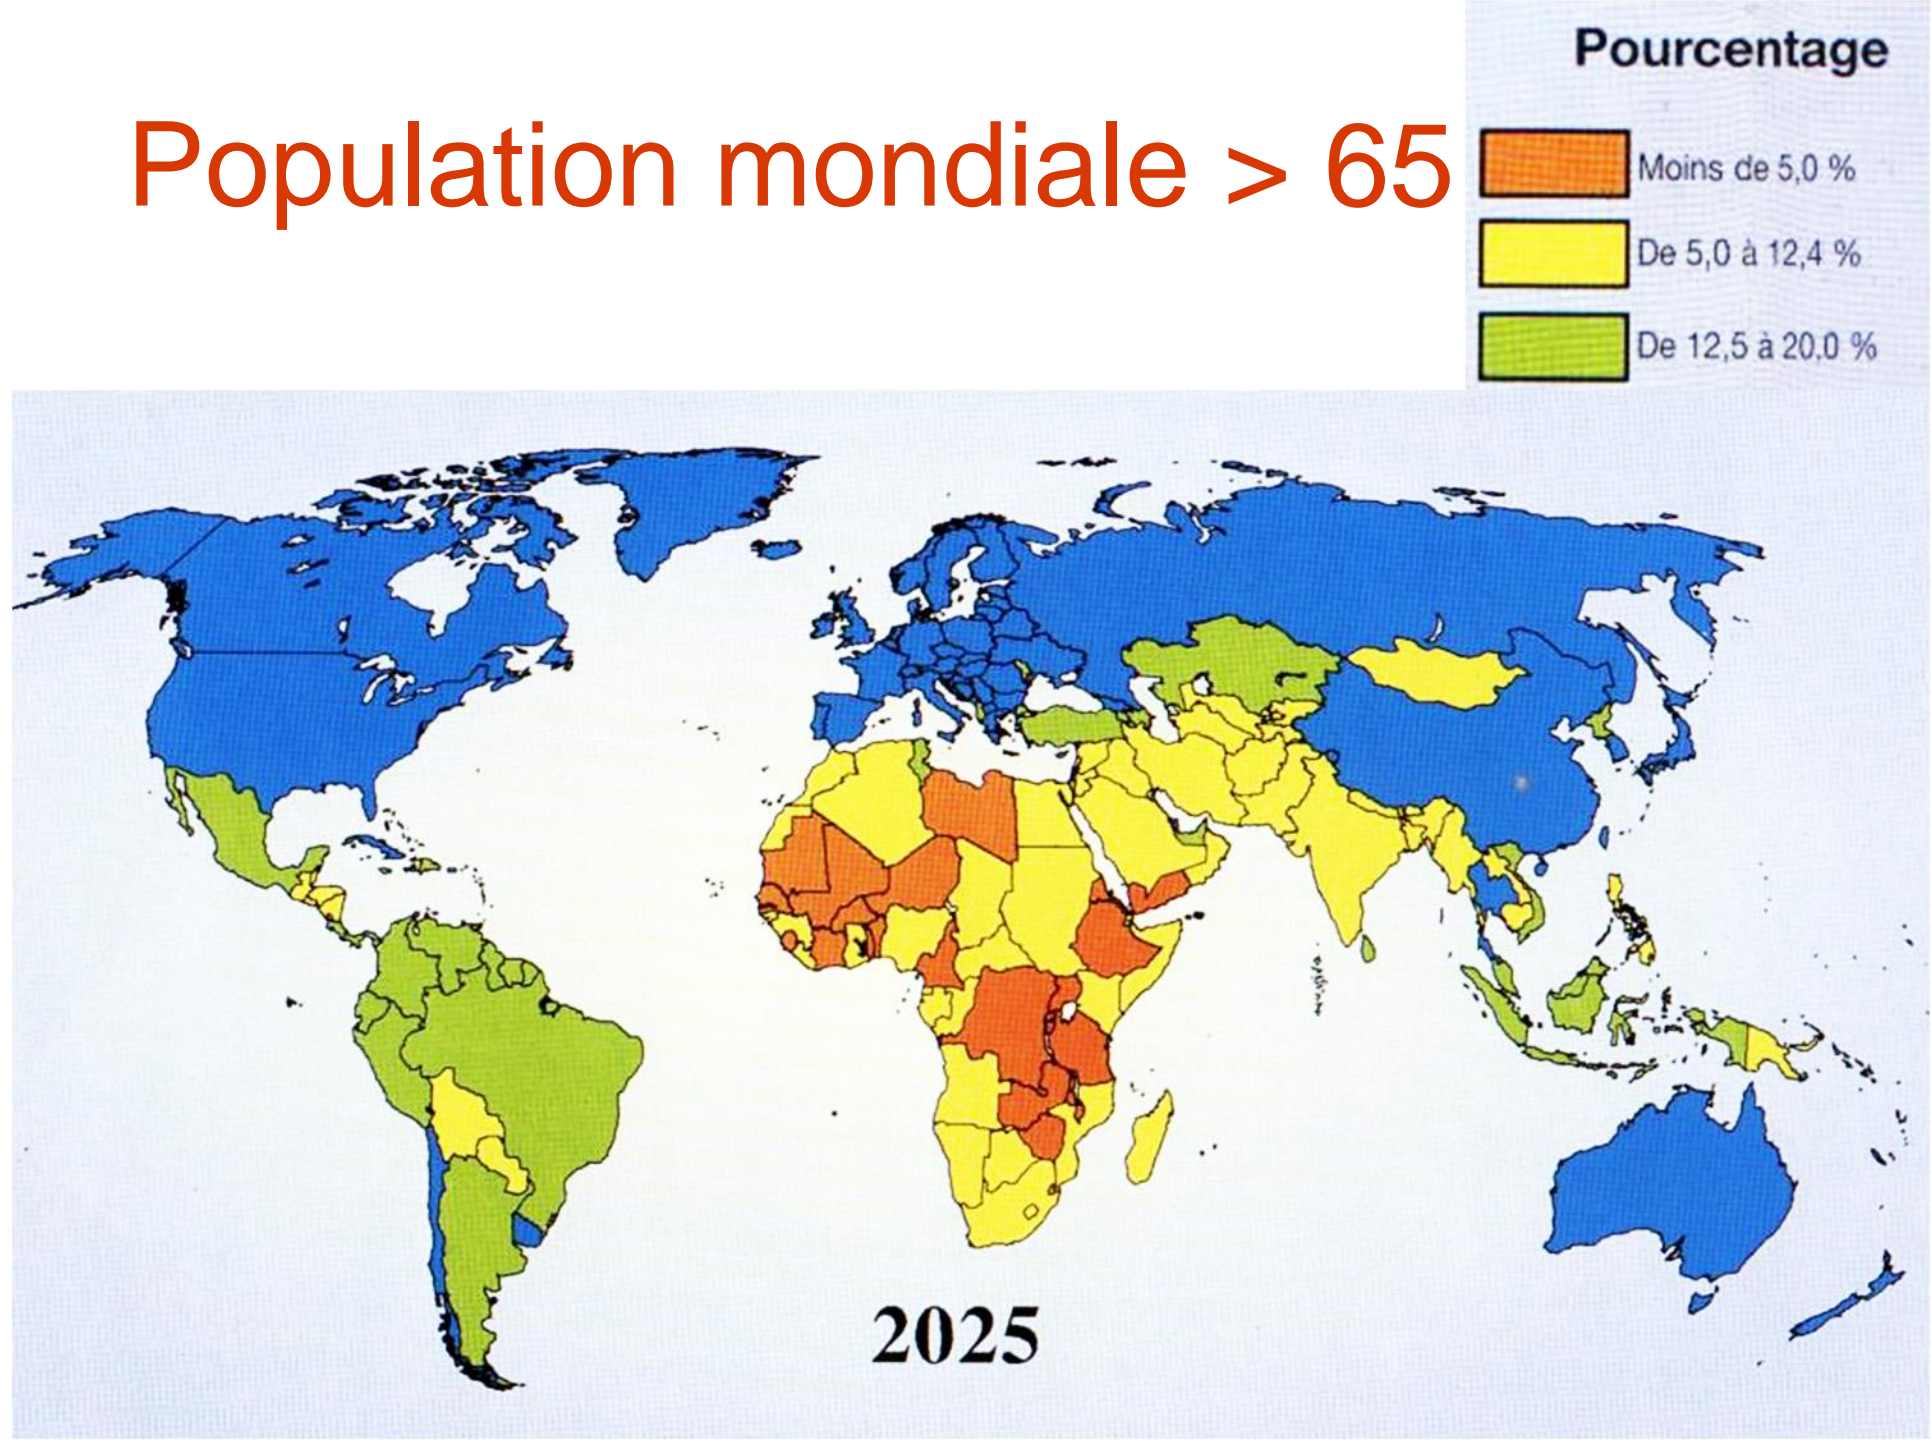 Population mondiale > 65
Pourcentage
Moins de 5,0 %
De 5,0 à 12,4 %
De 12,5 à 20,0 %
2025